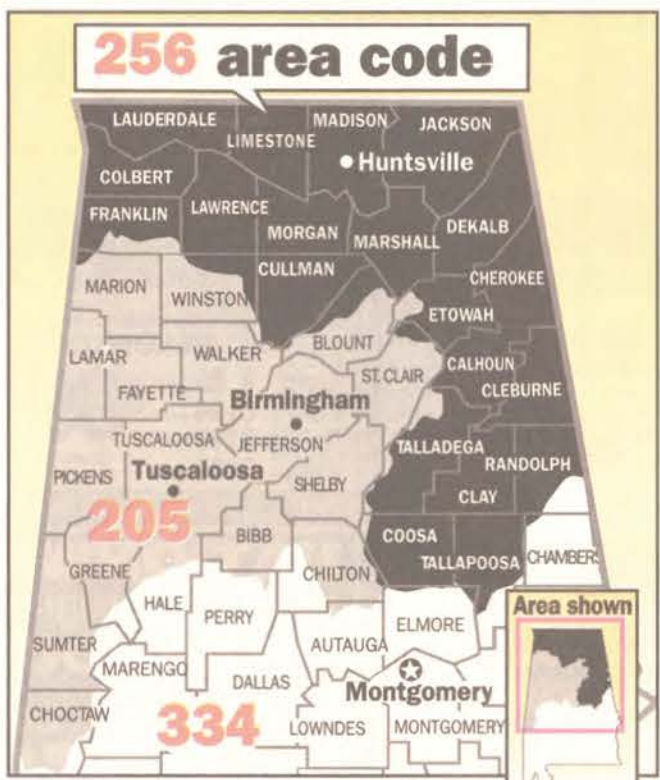 256 area code
LAUDERDALE
LIMESTONE
MADISON
JACKSON
Huntsville
COLBERT
FRANKLIN
LAWRENCE
MORGAN
MARSHALL
DEKALB
CULLMAN
CHEROKEE
MARION
WINSTON
ETOWAH
BLOUNT
LAMAR
WALKER
ST. CLAIR
CALHOUN
FAYETTE
CLEBURNE
Birmingham
TUSCALOOSA
JEFFERSON
TALLADEGA
PICKENS
Tuscaloosa
SHELBY
RANDOLPH
CLAY
205
BIBB
COOSA
TALLAPOOSA
CHAMBERS
GREENE
CHILTON
HALE
PERRY
Area shown
SUMTER
AUTAUGA
ELMORE
MARENGO
DALLAS
Montgomery
CHOCTAW
334
LOWNDES
MONTGOMERY